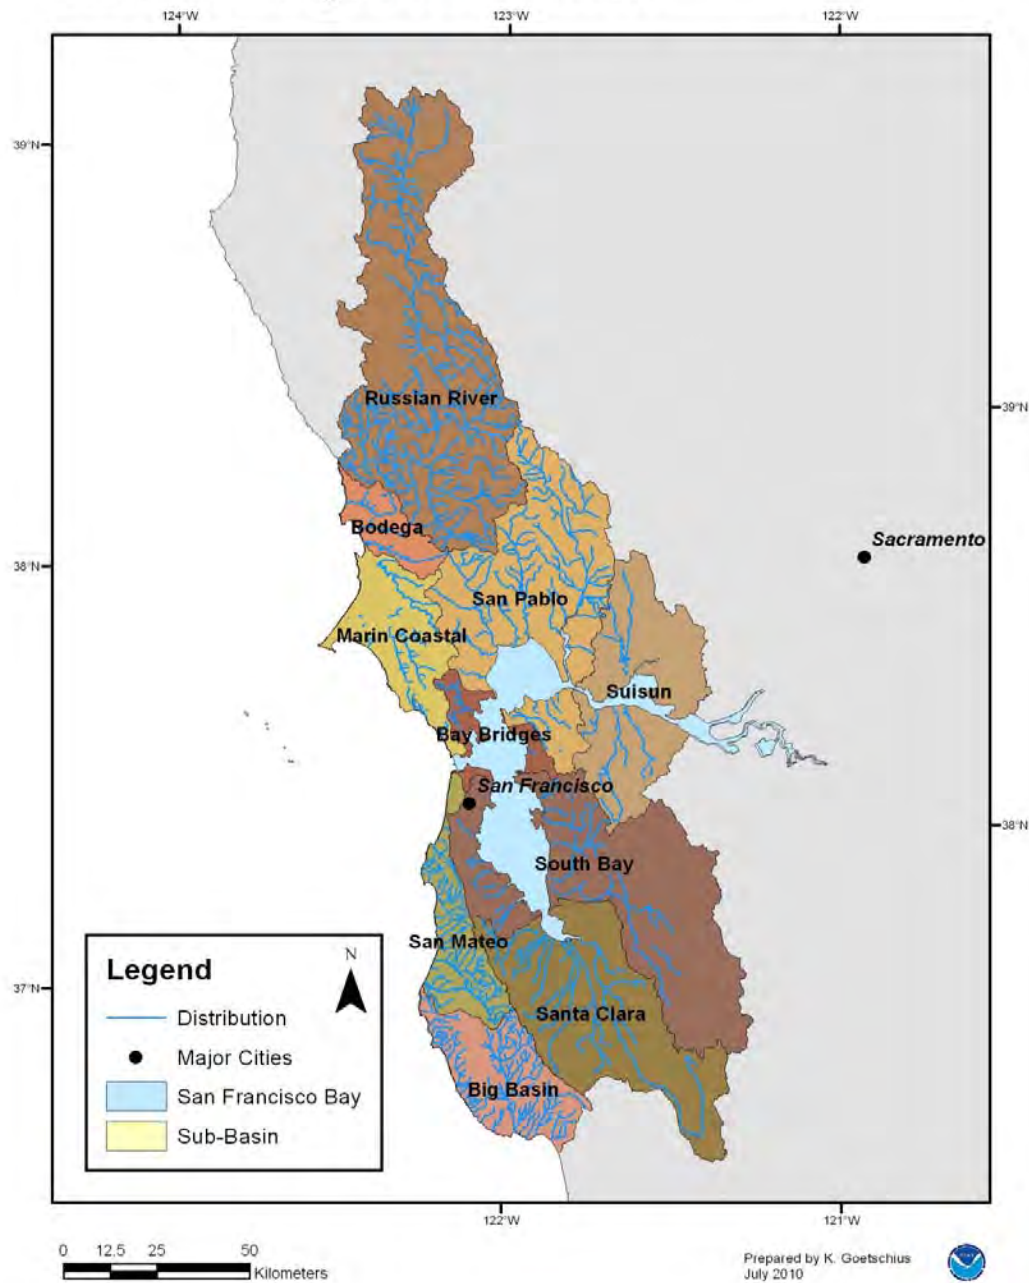 124°W 123°W 122°W
39°N
Russian River
39°N
Bodega
Sacramento
38°N
San Pablo
Marin Coastal
Suisun
Bay Bridges
San Francisco
38°N
South Bay
San Mateo
Legend
N
37°N
Santa Clara
Distribution
Major Cities
Big Basin
San Francisco Bay
Sub-Basin
122°W 121°W
0 12.5 25 50
Kilometers
Prepared by K. Goetschius
July 2010